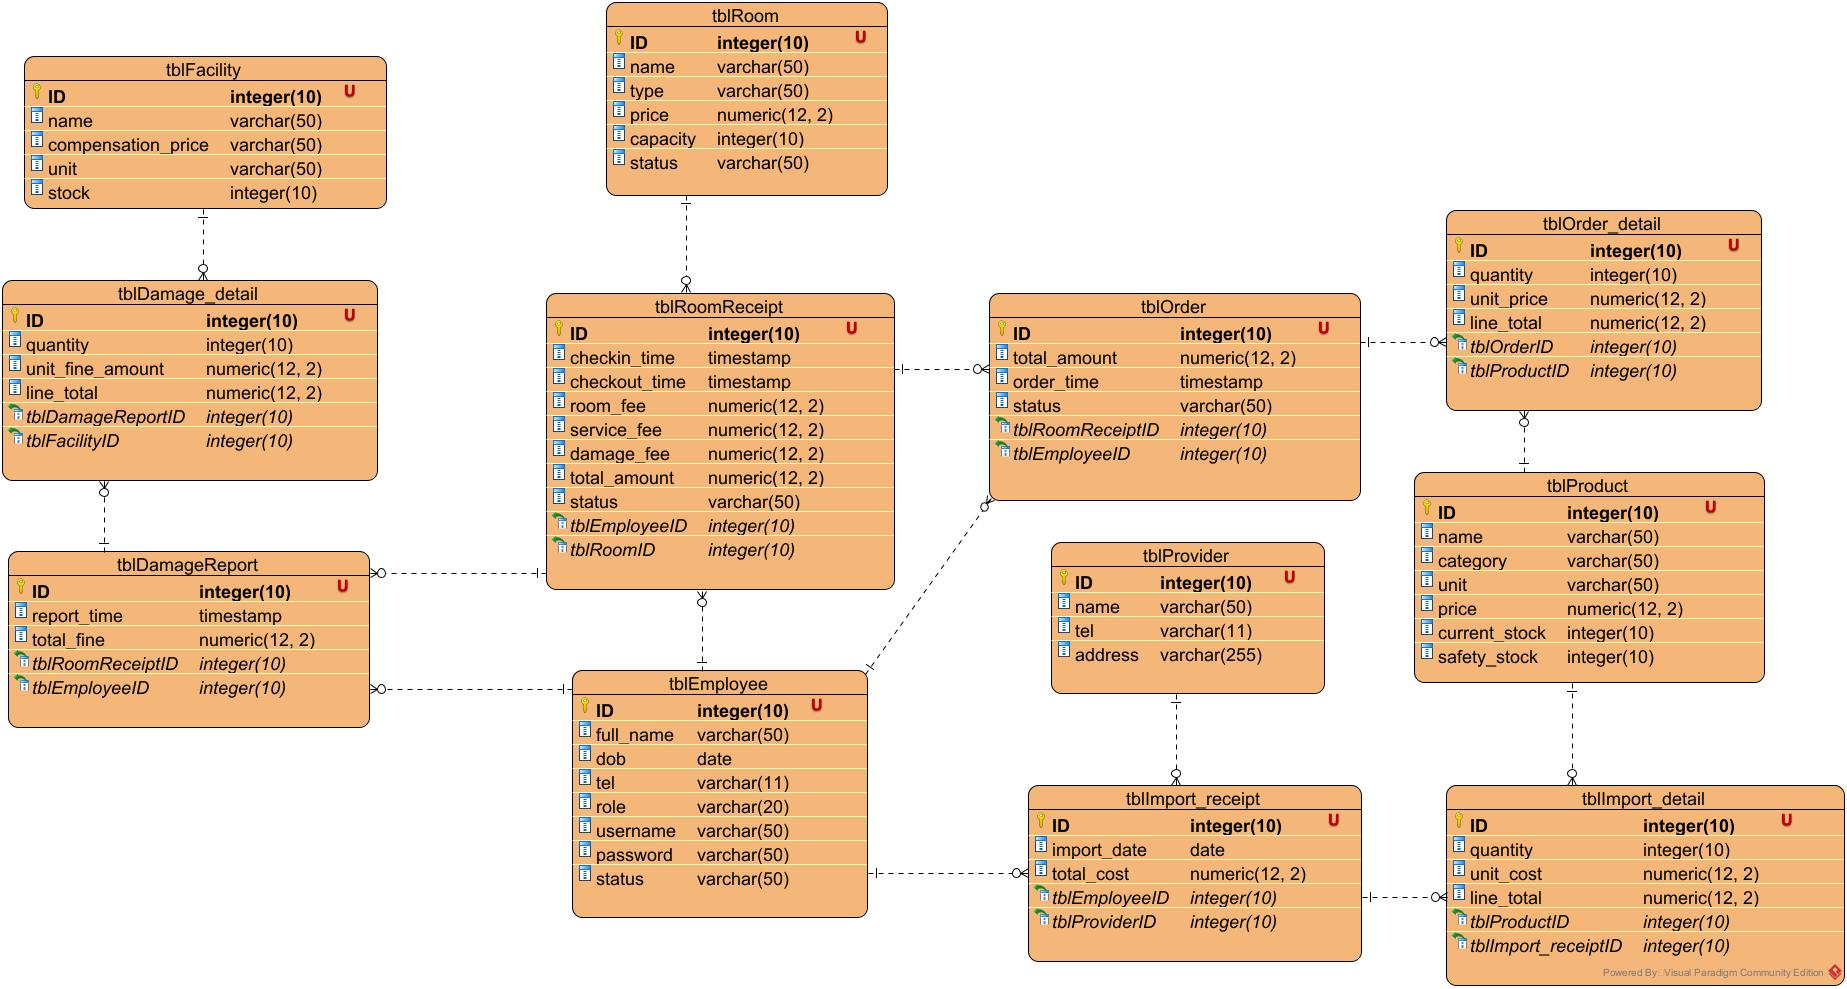 tblRoom
ID integer(10) U
name varchar(50)
type varchar(50)
price numeric(12, 2)
capacity integer(10)
status varchar(50)
tblFacility
ID integer(10) U
name varchar(50)
compensation_price varchar(50)
unit varchar(50)
stock integer(10)
tblOrder_detail
ID integer(10) U
quantity integer(10)
unit_price numeric(12, 2)
line_total numeric(12, 2)
tblOrderID integer(10)
tblProductID integer(10)
tblDamage_detail
ID integer(10) U
quantity integer(10)
unit_fine_amount numeric(12, 2)
line_total numeric(12, 2)
tblDamageReportID integer(10)
tblFacilityID integer(10)
tblRoomReceipt
ID integer(10) U
checkin_time timestamp
checkout_time timestamp
room_fee numeric(12, 2)
service_fee numeric(12, 2)
damage_fee numeric(12, 2)
total_amount numeric(12, 2)
status varchar(50)
tblEmployeeID integer(10)
tblRoomID integer(10)
tblOrder
ID integer(10) U
total_amount numeric(12, 2)
order_time timestamp
status varchar(50)
tblRoomReceiptID integer(10)
tblEmployeeID integer(10)
tblProduct
ID integer(10) U
name varchar(50)
category varchar(50)
unit varchar(50)
price numeric(12, 2)
current_stock integer(10)
safety_stock integer(10)
tblDamageReport
ID integer(10) U
report_time timestamp
total_fine numeric(12, 2)
tblRoomReceiptID integer(10)
tblEmployeeID integer(10)
tblProvider
ID integer(10) U
name varchar(50)
tel varchar(11)
address varchar(255)
tblEmployee
ID integer(10) U
full_name varchar(50)
dob date
tel varchar(11)
role varchar(20)
username varchar(50)
password varchar(50)
status varchar(50)
tblImport_receipt
ID integer(10) U
import_date date
total_cost numeric(12, 2)
tblEmployeeID integer(10)
tblProviderID integer(10)
tblImport_detail
ID integer(10) U
quantity integer(10)
unit_cost numeric(12, 2)
line_total numeric(12, 2)
tblProductID integer(10)
tblImport_receiptID integer(10)
Powered By Visual Paradigm Community Edition